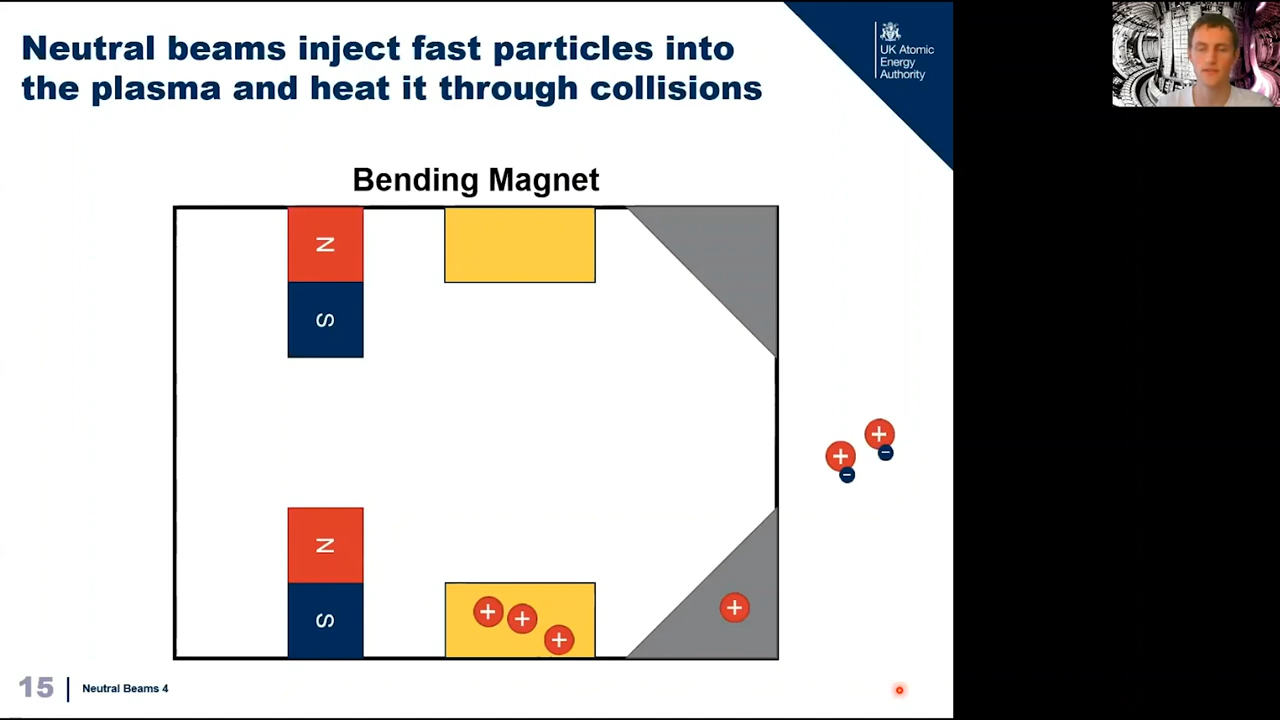 Neutral beams inject fast particles into
the plasma and heat it through collisions
UK Atomic
Energy
Authority
Bending Magnet
N
S
+
−
+
−
N
S
+
+
+
+
15
Neutral Beams 4